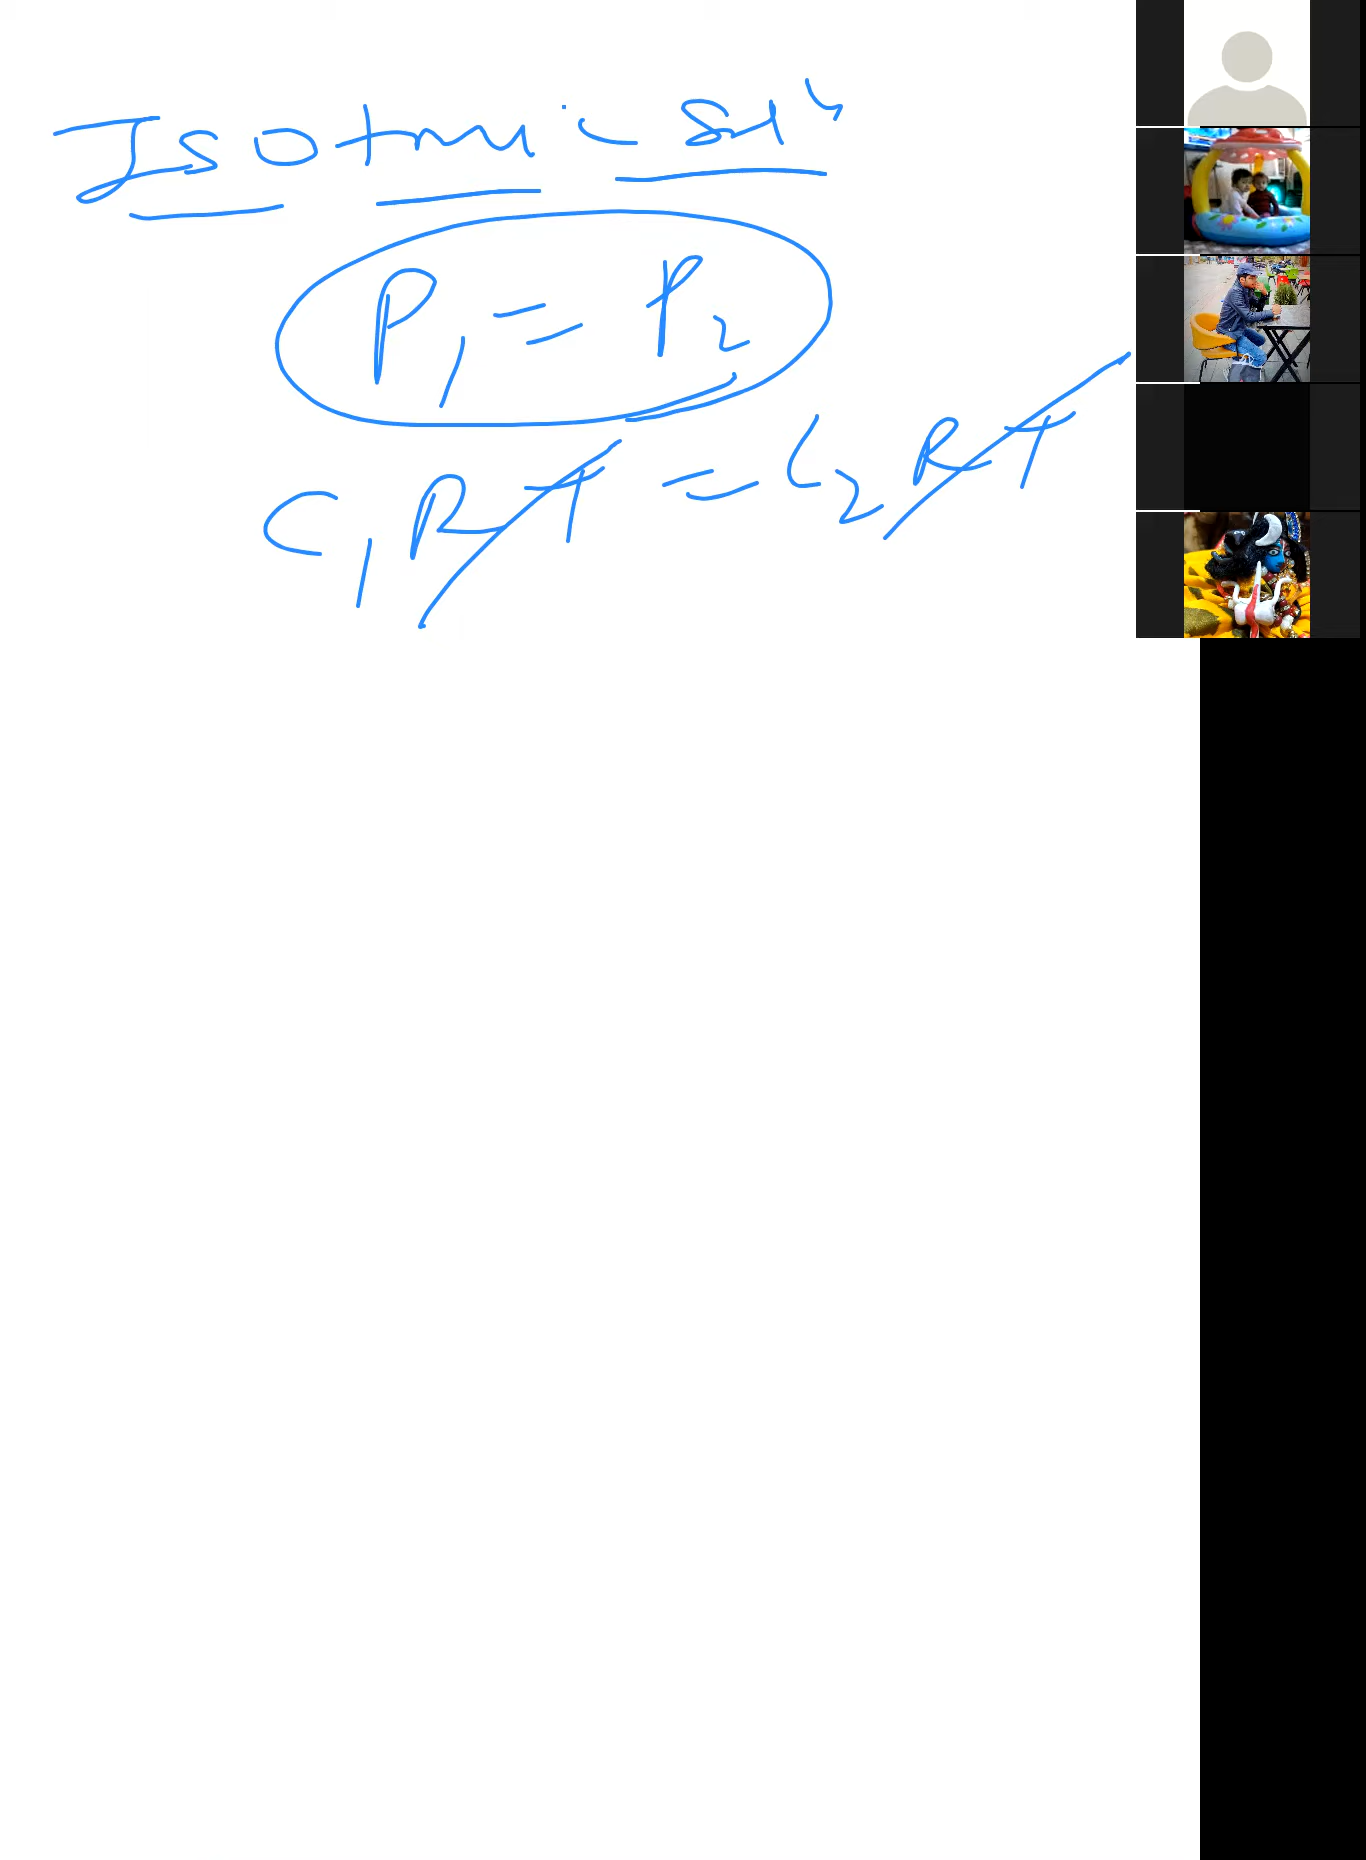 Isotonic Solⁿ
P₁ = P₂
C₁RT = C₂RT